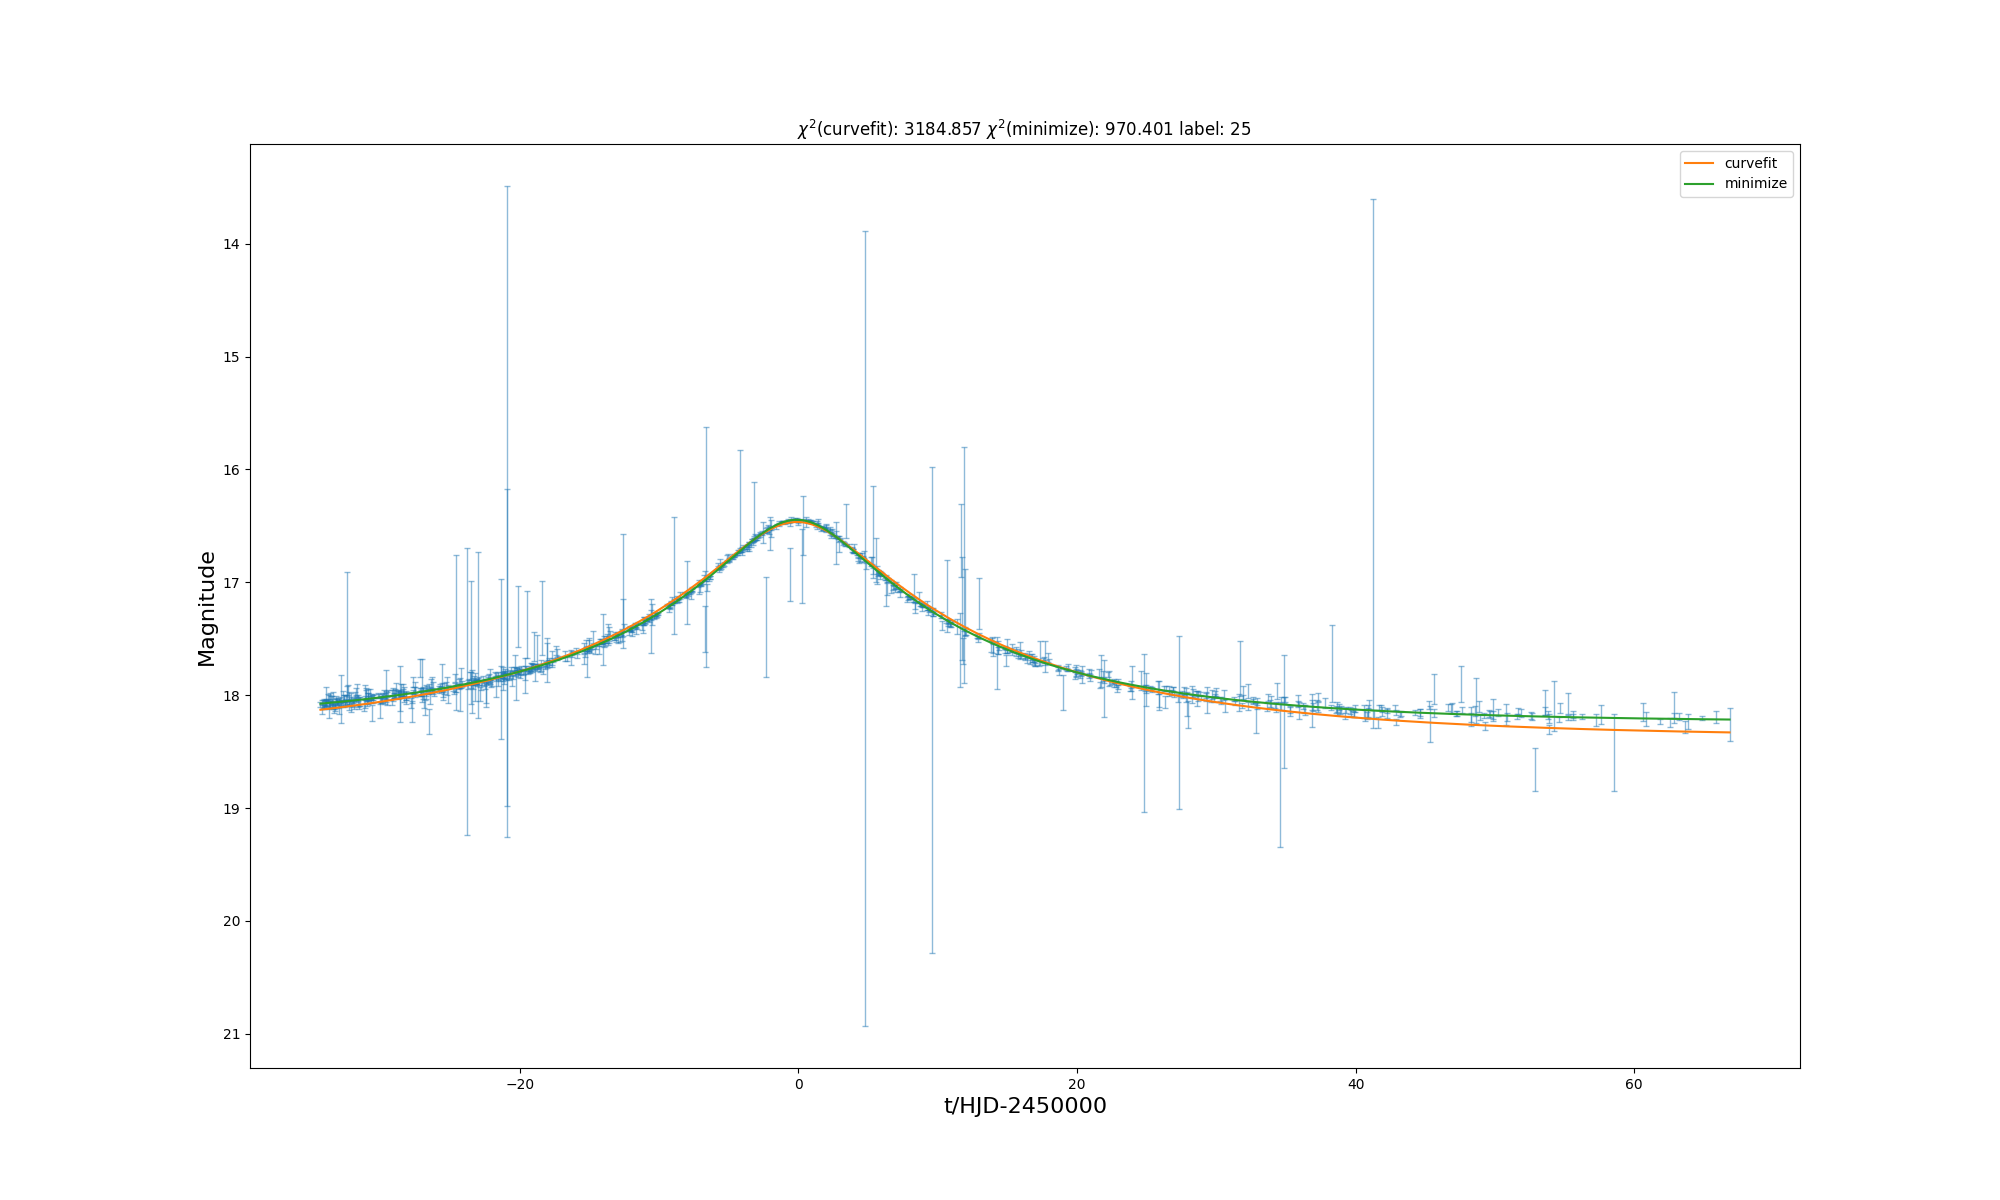 χ²(curvefit): 3184.857 χ²(minimize): 970.401 label: 25
curvefit
minimize
Magnitude
14
15
16
17
18
19
20
21
−20
0
20
40
60
t/HJD-2450000